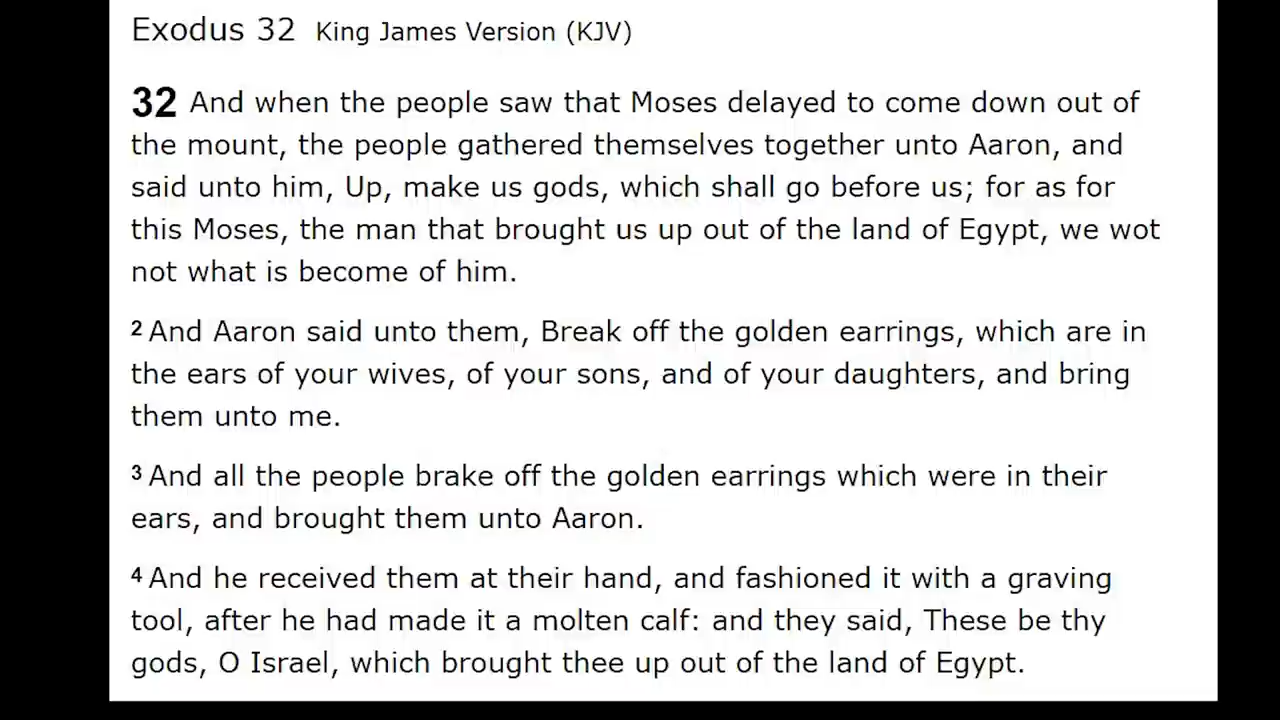 Exodus 32 King James Version (KJV)
32 And when the people saw that Moses delayed to come down out of
the mount, the people gathered themselves together unto Aaron, and
said unto him, Up, make us gods, which shall go before us; for as for
this Moses, the man that brought us up out of the land of Egypt, we wot
not what is become of him.
2 And Aaron said unto them, Break off the golden earrings, which are in
the ears of your wives, of your sons, and of your daughters, and bring
them unto me.
3 And all the people brake off the golden earrings which were in their
ears, and brought them unto Aaron.
4 And he received them at their hand, and fashioned it with a graving
tool, after he had made it a molten calf: and they said, These be thy
gods, O Israel, which brought thee up out of the land of Egypt.